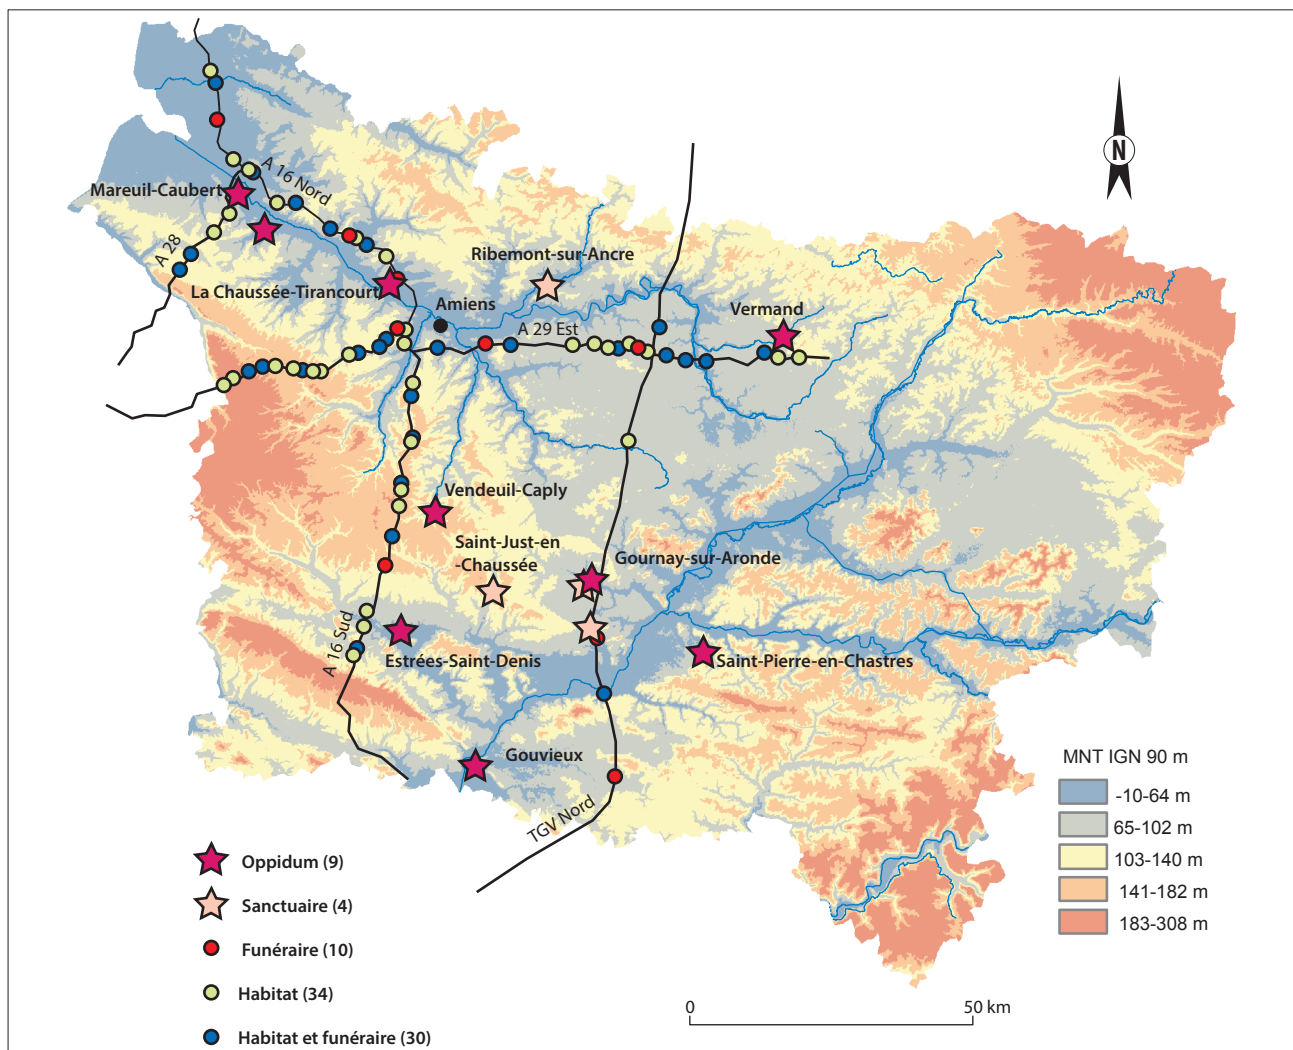 N
A 16 Nord
Mareuil-Caubert
A 28
Ribemont-sur-Ancre
La Chaussée-Tirancourt
Amiens
Vermand
A 29 Est
Vendeuil-Caply
Saint-Just-en
-Chaussée
Gournay-sur-Aronde
A 16 Sud
Estrées-Saint-Denis
Saint-Pierre-en-Chastres
Gouvieux
TGV Nord
MNT IGN 90 m
-10-64 m
65-102 m
103-140 m
141-182 m
183-308 m
Oppidum (9)
Sanctuaire (4)
Funéraire (10)
Habitat (34)
Habitat et funéraire (30)
0 50 km